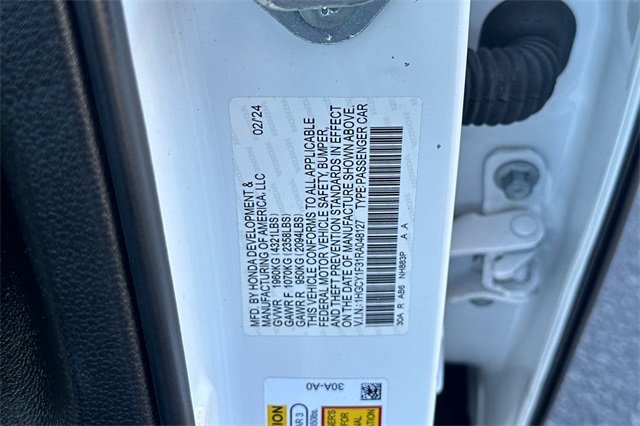 MFD BY HONDA DEVELOPMENT & 02/24
MANUFACTURING OF AMERICA, LLC
GVWR 1960KG (4321LBS)
GAWR F 1070KG (2358LBS)
GAWR R 950KG (2094LBS)
THIS VEHICLE CONFORMS TO ALL APPLICABLE
FEDERAL MOTOR VEHICLE SAFETY, BUMPER,
AND THEFT PREVENTION STANDARDS IN EFFECT
ON THE DATE OF MANUFACTURE SHOWN ABOVE.
V.I.N.: 1HGCY1F31RA048127 TYPE: PASSENGER CAR
30A R AB6 NH883P A A
30A-A0